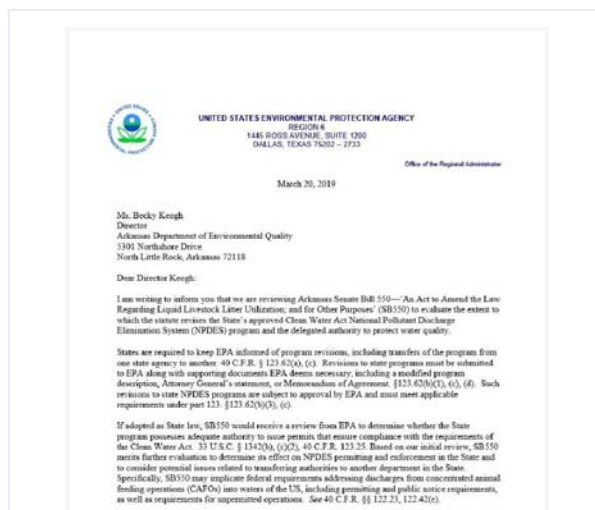 UNITED STATES ENVIRONMENTAL PROTECTION AGENCY
REGION 6
1445 ROSS AVENUE, SUITE 1200
DALLAS, TEXAS 75202 – 2733
Office of the Regional Administrator
March 20, 2019
Ms. Becky Keogh
Director
Arkansas Department of Environmental Quality
5301 Northshore Drive
North Little Rock, Arkansas 72118
Dear Director Keogh:
I am writing to inform you that we are reviewing Arkansas Senate Bill 550—‘An Act to Amend the Law
Regarding Liquid Livestock Litter Utilization; and for Other Purposes’ (SB550) to evaluate the extent to
which the statute revises the State’s approved Clean Water Act National Pollutant Discharge
Elimination System (NPDES) program and the delegated authority to protect water quality.
States are required to keep EPA informed of program revisions, including transfers of the program from
one state agency to another. 40 C.F.R. § 123.62(a), (c). Revisions to state programs must be submitted
to EPA along with supporting documents EPA deems necessary, including a modified program
description, Attorney General’s statement, or Memorandum of Agreement. §123.62(b)(1), (c), (d). Such
revisions to state NPDES programs are subject to approval by EPA and must meet applicable
requirements under part 123. §123.62(b)(3), (c).
If adopted as State law, SB550 would receive a review from EPA to determine whether the State
program possesses adequate authority to issue permits that ensure compliance with the requirements of
the Clean Water Act. 33 U.S.C. § 1342(b), (c)(2), 40 C.F.R. 123.25. Based on our initial review, SB550
merits further evaluation to determine its effect on NPDES permitting and enforcement in the State and
to consider potential issues related to transferring authorities to another department in the State.
Specifically, SB550 may implicate federal requirements addressing discharges from concentrated animal
feeding operations (CAFOs) into waters of the US, including permitting and public notice requirements,
as well as requirements for unpermitted operations. See 40 C.F.R. §§ 122.23, 122.42(e).